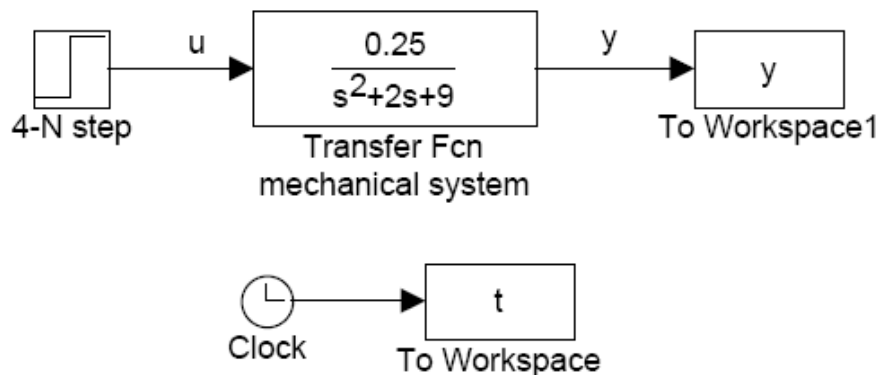 u
0.25
s²+2s+9
y
y
4-N step
Transfer Fcn
mechanical system
To Workspace1
t
Clock
To Workspace